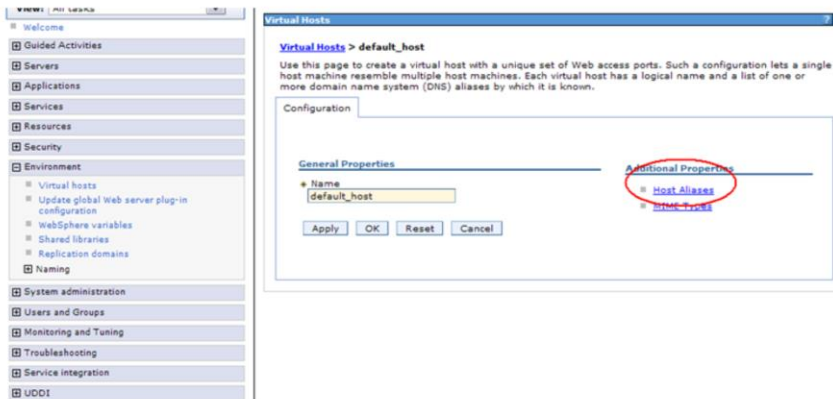 View: All tasks
Welcome
Guided Activities
Servers
Applications
Services
Resources
Security
Environment
Virtual hosts
Update global Web server plug-in
configuration
WebSphere variables
Shared libraries
Replication domains
Naming
System administration
Users and Groups
Monitoring and Tuning
Troubleshooting
Service integration
UDDI
Virtual Hosts ?
Virtual Hosts > default_host
Use this page to create a virtual host with a unique set of Web access ports. Such a configuration lets a single
host machine resemble multiple host machines. Each virtual host has a logical name and a list of one or
more domain name system (DNS) aliases by which it is known.
Configuration
General Properties
Name
default_host
Apply OK Reset Cancel
Additional Properties
Host Aliases
MIME Types